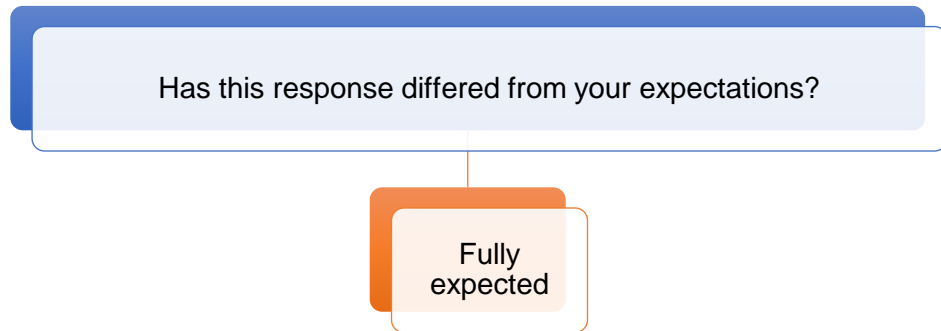 Has this response differed from your expectations?
Fully
expected